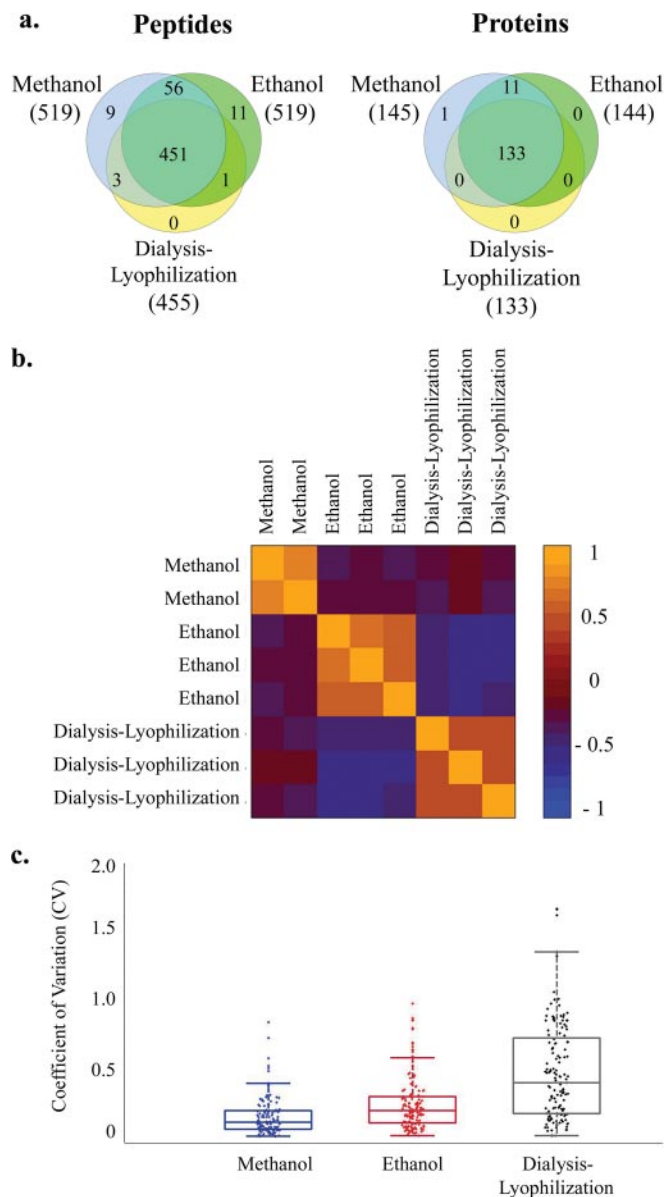 a.
Peptides
Proteins
Methanol
(519)
Ethanol
(519)
56
9
11
451
3
1
0
Dialysis-
Lyophilization
(455)
Methanol
(145)
Ethanol
(144)
11
1
0
133
0
0
0
Dialysis-
Lyophilization
(133)
b.
Methanol
Methanol
Ethanol
Ethanol
Ethanol
Dialysis-Lyophilization
Dialysis-Lyophilization
Dialysis-Lyophilization
Methanol
Methanol
Ethanol
Ethanol
Ethanol
Dialysis-Lyophilization
Dialysis-Lyophilization
Dialysis-Lyophilization
1
0.5
0
- 0.5
- 1
c.
Coefficient of Variation (CV)
2.0
1.5
1.0
0.5
0
Methanol
Ethanol
Dialysis-
Lyophilization